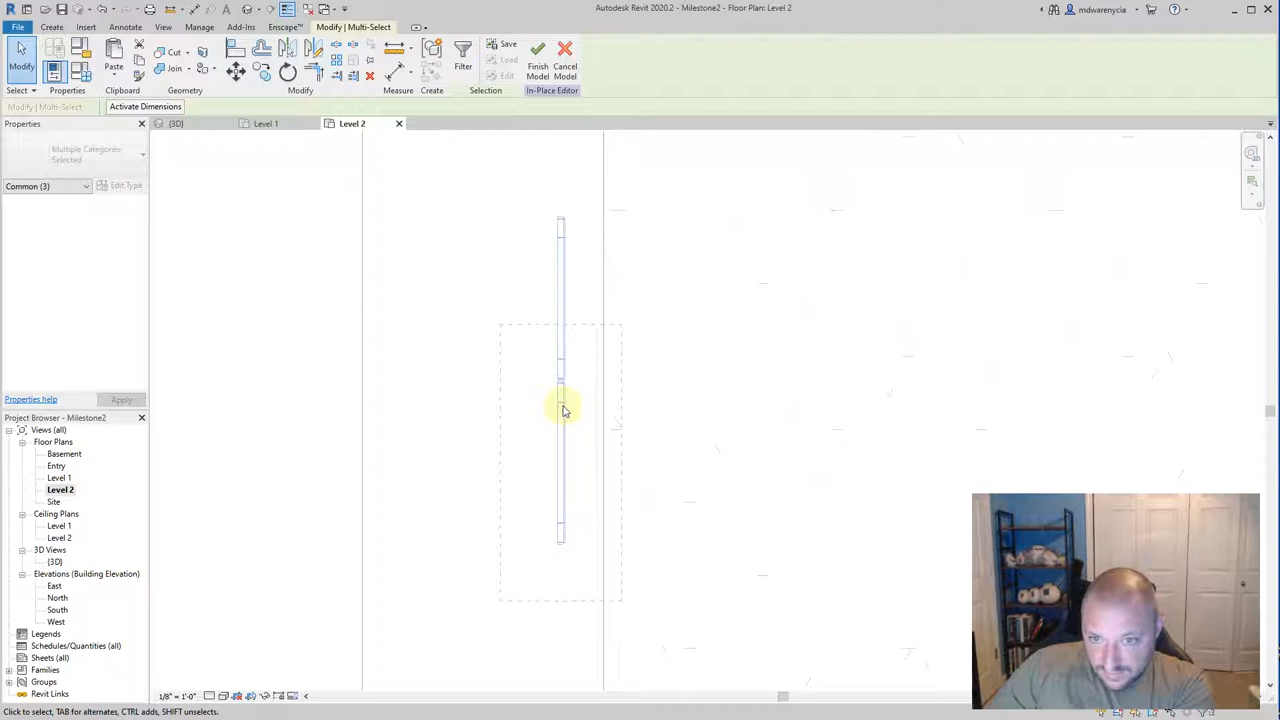 Autodesk Revit 2020.2 - Milestone2 - Floor Plan: Level 2
mdwarenycia
File Create Insert Annotate View Manage Add-Ins Enscape™ Modify | Multi-Select
Modify
Paste
Cut
Join
Filter
Save
Load
Edit
Finish Model
Cancel Model
Select Properties Clipboard Geometry Modify Measure Create Selection In-Place Editor
Modify | Multi-Select Activate Dimensions
Properties
{3D} Level 1 Level 2
Multiple Categories
Selected
Common (3) Edit Type
Properties help Apply
Project Browser - Milestone2
Views (all)
Floor Plans
Basement
Entry
Level 1
Level 2
Site
Ceiling Plans
Level 1
Level 2
3D Views
{3D}
Elevations (Building Elevation)
East
North
South
West
Legends
Schedules/Quantities (all)
Sheets (all)
Families
Groups
Revit Links
1/8" = 1'-0"
Click to select, TAB for alternates, CTRL adds, SHIFT unselects.
:3